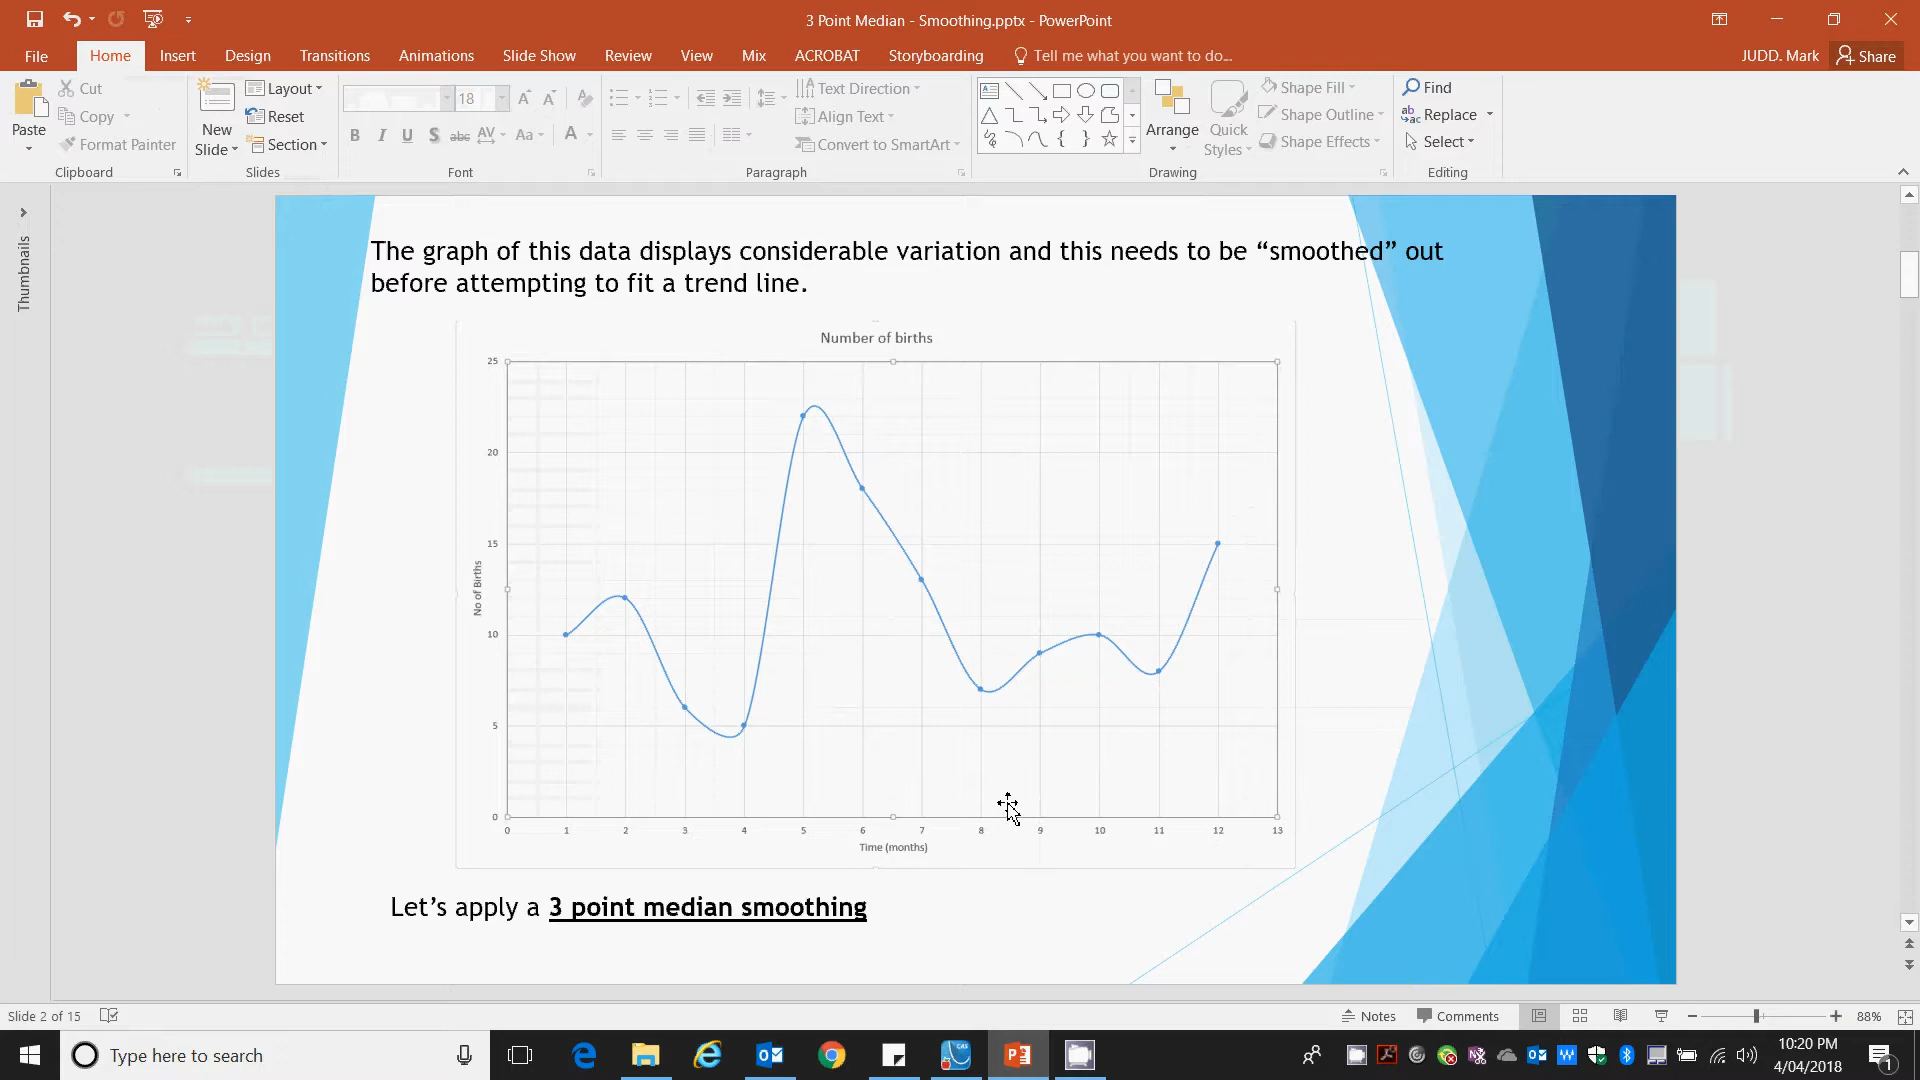 3 Point Median - Smoothing.pptx - PowerPoint
File Home Insert Design Transitions Animations Slide Show Review View Mix ACROBAT Storyboarding Tell me what you want to do... JUDD. Mark Share
Paste
Cut
Copy
Format Painter
Clipboard
New Slide
Layout
Reset
Section
Slides
18
B I U S abc AV Aa A
Font
Text Direction
Align Text
Convert to SmartArt
Paragraph
Arrange
Quick Styles
Shape Fill
Shape Outline
Shape Effects
Drawing
Find
Replace
Select
Editing
Thumbnails
The graph of this data displays considerable variation and this needs to be “smoothed” out
before attempting to fit a trend line.
Number of births
25
20
15
10
5
0
No of Births
0 1 2 3 4 5 6 7 8 9 10 11 12 13
Time (months)
Let’s apply a 3 point median smoothing
Slide 2 of 15 Notes Comments 88%
Type here to search
10:20 PM
4/04/2018
1